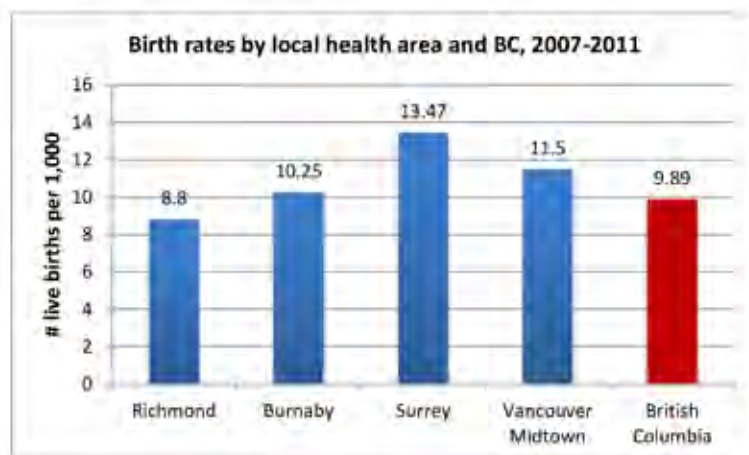 Birth rates by local health area and BC, 2007-2011
# live births per 1,000
16
14
12
10
8
6
4
2
0
8.8
10.25
13.47
11.5
9.89
Richmond
Burnaby
Surrey
Vancouver
Midtown
British
Columbia